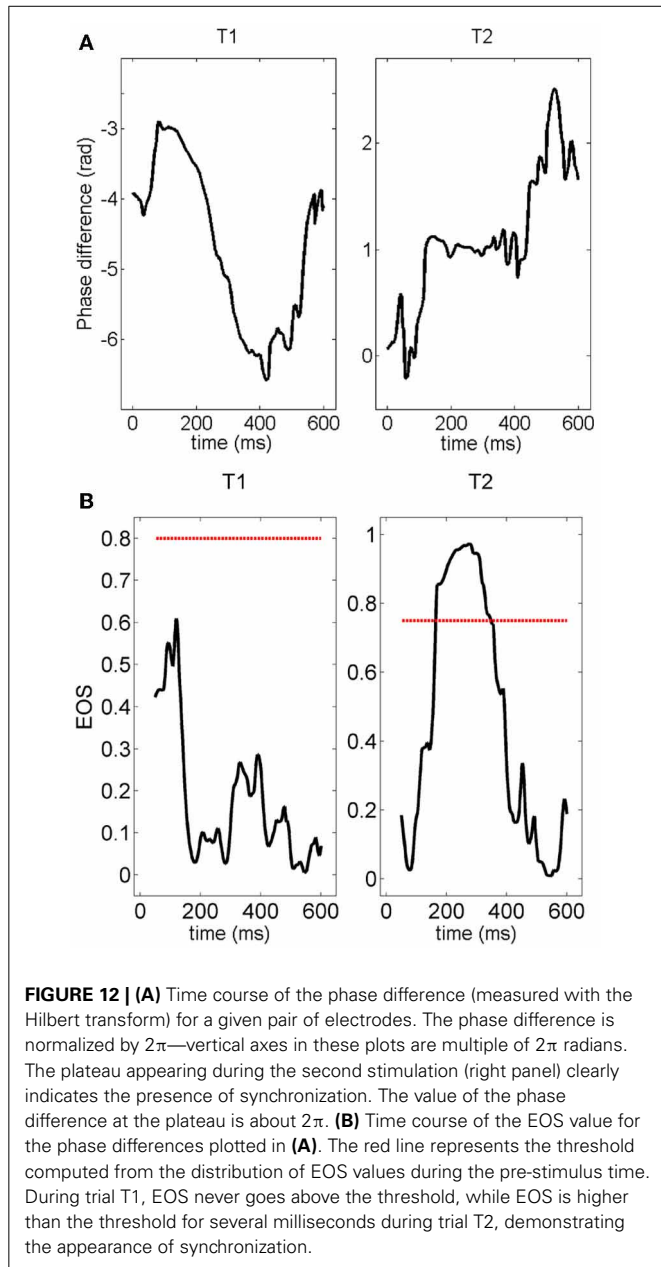 A
T1
T2
Phase difference (rad)
-3
-4
-5
-6
2
1
0
0 200 400 600
0 200 400 600
time (ms)
time (ms)
B
T1
T2
EOS
0.8
0.7
0.6
0.5
0.4
0.3
0.2
0.1
0
1
0.8
0.6
0.4
0.2
0
0 200 400 600
0 200 400 600
time (ms)
time (ms)
FIGURE 12 | (A) Time course of the phase difference (measured with the
Hilbert transform) for a given pair of electrodes. The phase difference is
normalized by 2π—vertical axes in these plots are multiple of 2π radians.
The plateau appearing during the second stimulation (right panel) clearly
indicates the presence of synchronization. The value of the phase
difference at the plateau is about 2π. (B) Time course of the EOS value for
the phase differences plotted in (A). The red line represents the threshold
computed from the distribution of EOS values during the pre-stimulus time.
During trial T1, EOS never goes above the threshold, while EOS is higher
than the threshold for several milliseconds during trial T2, demonstrating
the appearance of synchronization.